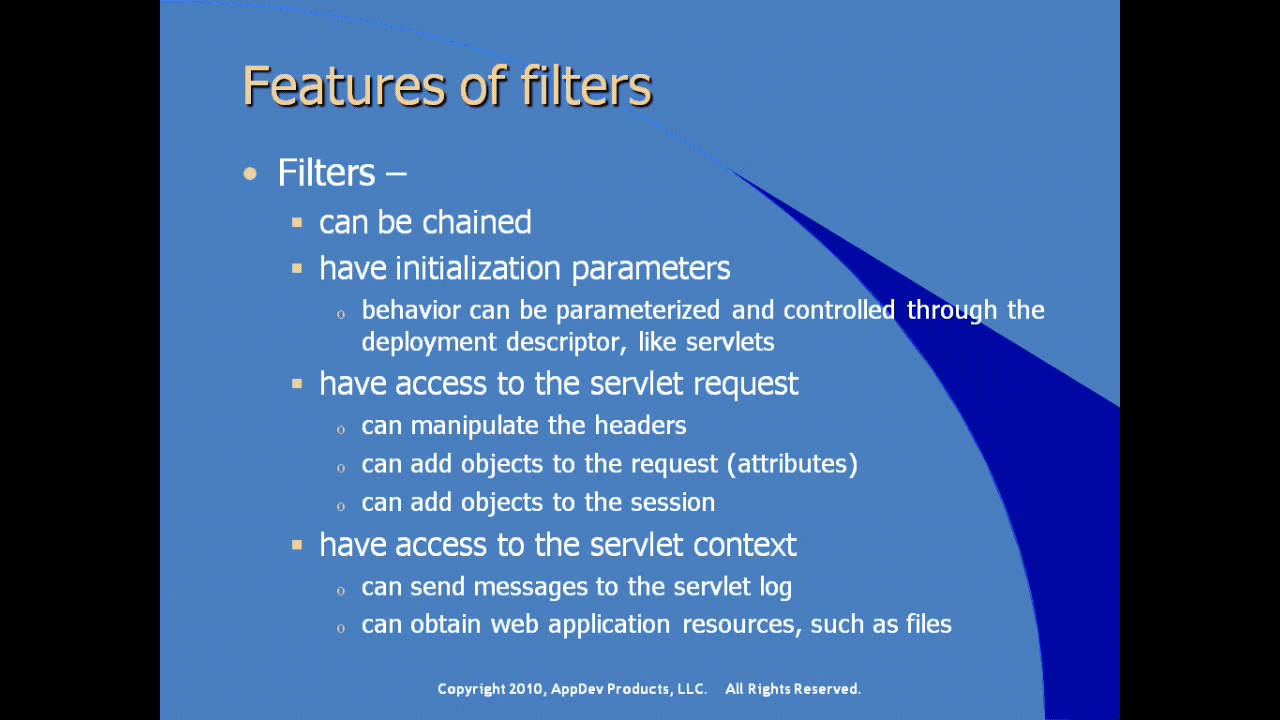 Features of filters
• Filters –
▪ can be chained
▪ have initialization parameters
o behavior can be parameterized and controlled through the
deployment descriptor, like servlets
▪ have access to the servlet request
o can manipulate the headers
o can add objects to the request (attributes)
o can add objects to the session
▪ have access to the servlet context
o can send messages to the servlet log
o can obtain web application resources, such as files
Copyright 2010, AppDev Products, LLC. All Rights Reserved.